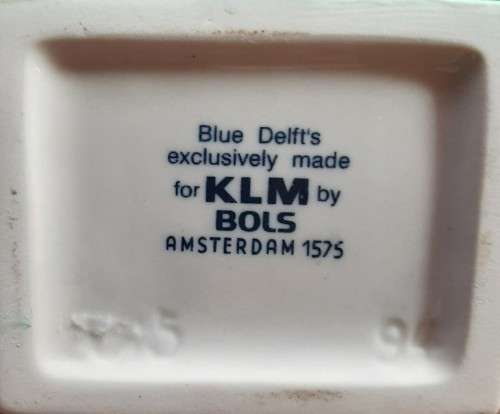 Blue Delft's
exclusively made
for KLM by
BOLS
AMSTERDAM 1575